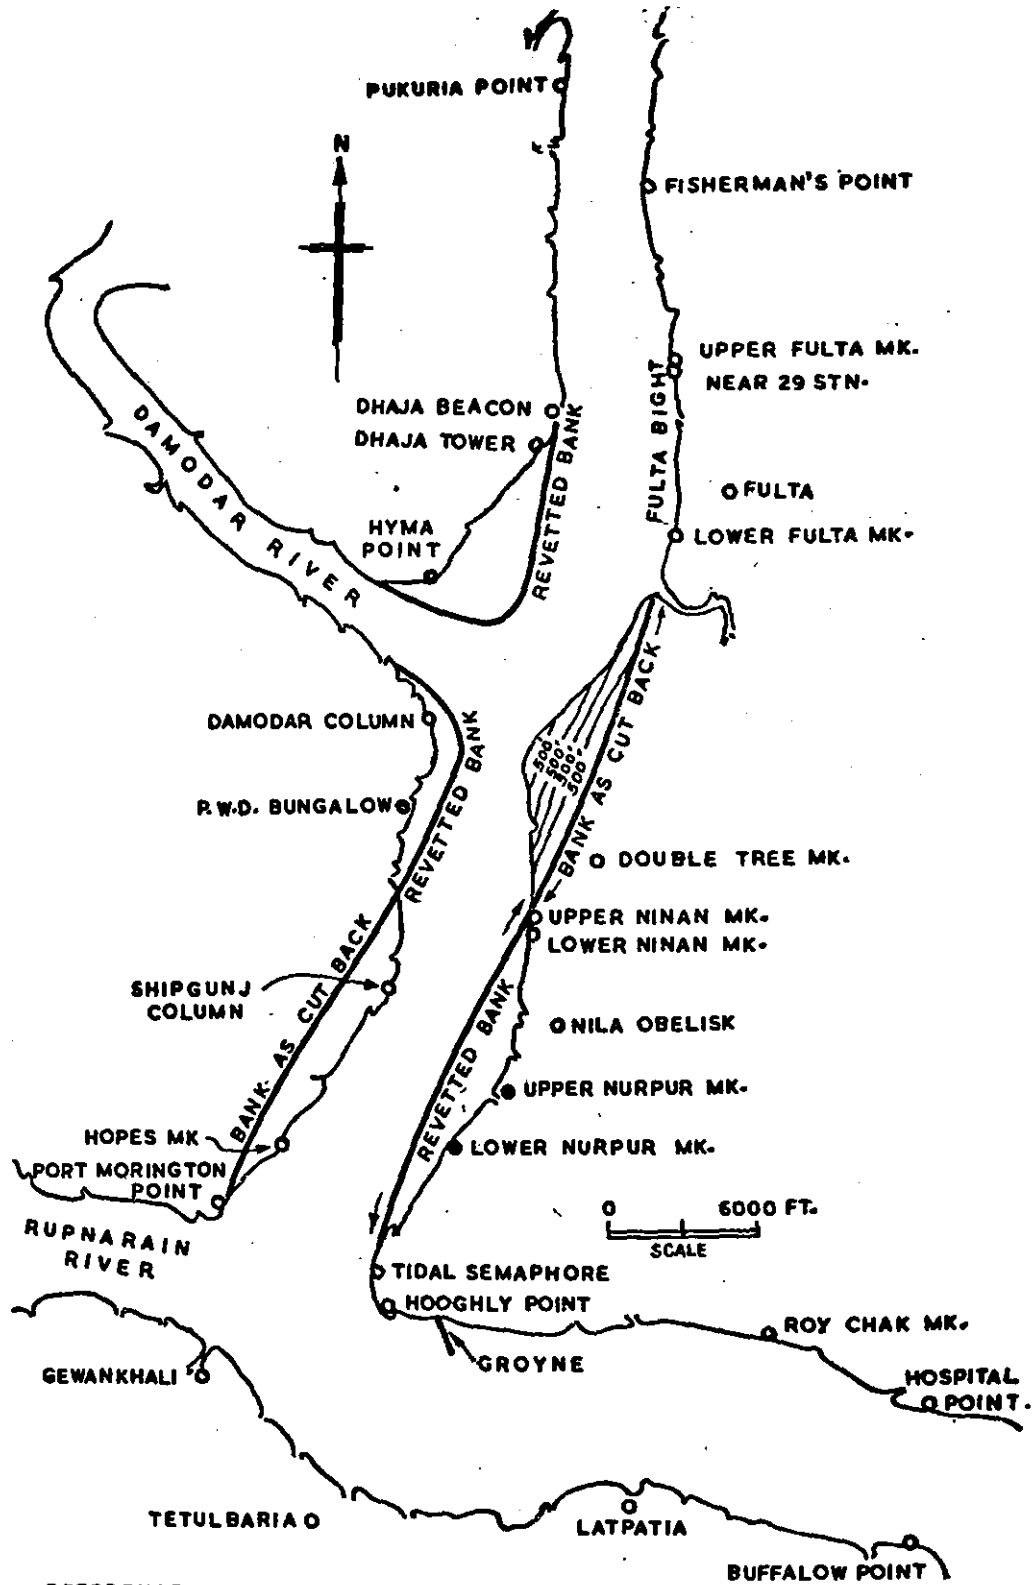 PUKURIA POINT
N
FISHERMAN'S POINT
UPPER FULTA MK.
NEAR 29 STN.
FULTA BIGHT
DHAJA BEACON
DHAJA TOWER
REVETTED BANK
DAMODAR RIVER
FULTA
HYMA
POINT
LOWER FULTA MK.
DAMODAR COLUMN
REVETTED BANK
500'
500'
500'
500'
BANK AS CUT BACK
P.W.D. BUNGALOW
DOUBLE TREE MK.
UPPER NINAN MK.
LOWER NINAN MK.
BANK AS CUT BACK
SHIPGUNJ
COLUMN
REVETTED BANK
NILA OBELISK
UPPER NURPUR MK.
HOPES MK
LOWER NURPUR MK.
PORT MORINGTON
POINT
0 6000 FT.
SCALE
RUPNARAIN
RIVER
TIDAL SEMAPHORE
HOOGHLY POINT
ROY CHAK MK.
GROYNE
GEWANKHALI
HOSPITAL
POINT.
TETULBARIA
LATPATIA
BUFFALOW POINT